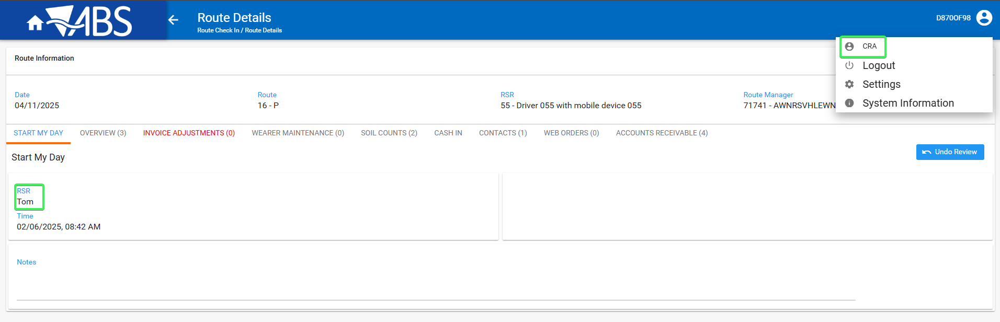 ABS
Route Details
Route Check In / Route Details
D870OF98
CRA
Logout
Settings
System Information
Route Information
Date
04/11/2025
Route
16 - P
RSR
55 - Driver 055 with mobile device 055
Route Manager
71741 - AWNRSVHLEWN
START MY DAY
OVERVIEW (3)
INVOICE ADJUSTMENTS (0)
WEARER MAINTENANCE (0)
SOIL COUNTS (2)
CASH IN
CONTACTS (1)
WEB ORDERS (0)
ACCOUNTS RECEIVABLE (4)
Start My Day
Undo Review
RSR
Tom
Time
02/06/2025, 08:42 AM
Notes